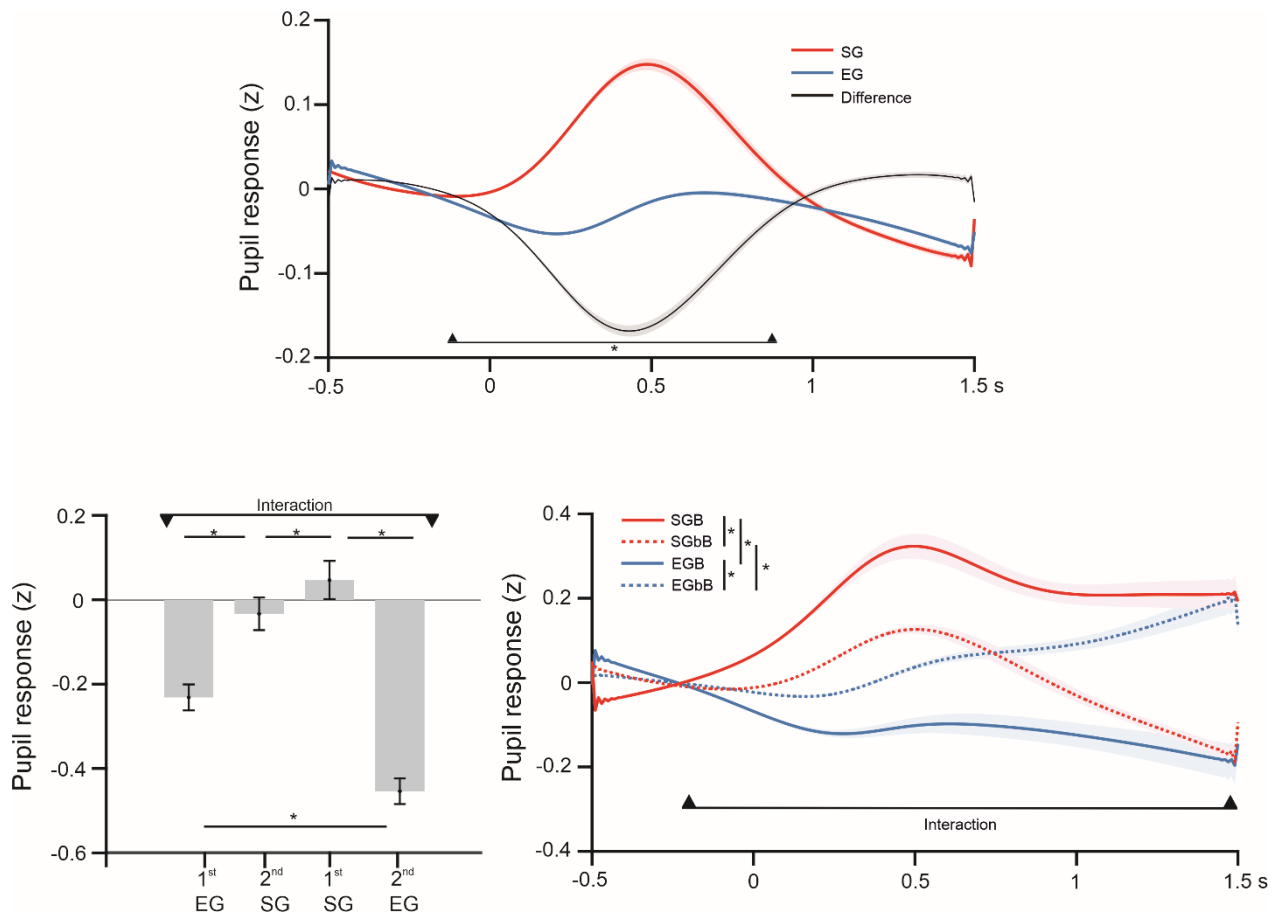 0.2
SG
EG
Difference
0.1
0
-0.1
-0.2
Pupil response (z)
*
-0.5 0 0.5 1 1.5 s
Interaction
* * *
0.2
0
-0.2
-0.4
-0.6
Pupil response (z)
*
1st 2nd 1st 2nd
EG SG SG EG
0.4
SGB
SGbB
EGB
EGbB
* * * *
0.2
0
-0.2
-0.4
Pupil response (z)
Interaction
-0.5 0 0.5 1 1.5 s